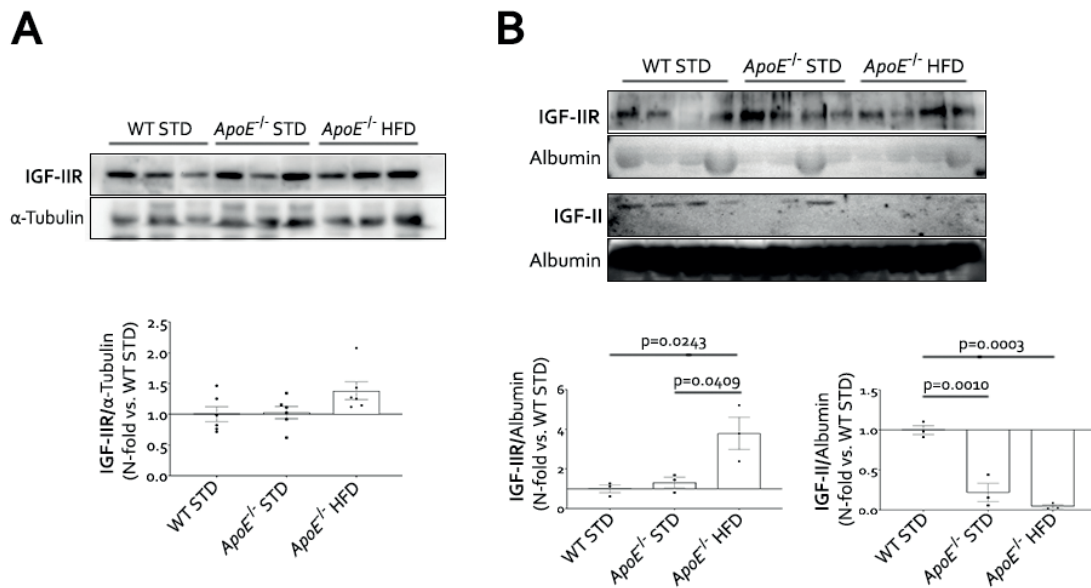 A
WT STD ApoE-/- STD ApoE-/- HFD
IGF-IIR
α-Tubulin
IGF-IIR/α-Tubulin
(N-fold vs. WT STD)
2.5
2.0
1.5
1.0
0.5
0.0
WT STD
ApoE-/- STD
ApoE-/- HFD
B
WT STD ApoE-/- STD ApoE-/- HFD
IGF-IIR
Albumin
IGF-II
Albumin
p=0.0243
p=0.0409
IGF-IIR/Albumin
(N-fold vs. WT STD)
6
4
2
0
WT STD
ApoE-/- STD
ApoE-/- HFD
p=0.0003
p=0.0010
IGF-II/Albumin
(N-fold vs. WT STD)
1.5
1.0
0.5
0.0
WT STD
ApoE-/- STD
ApoE-/- HFD